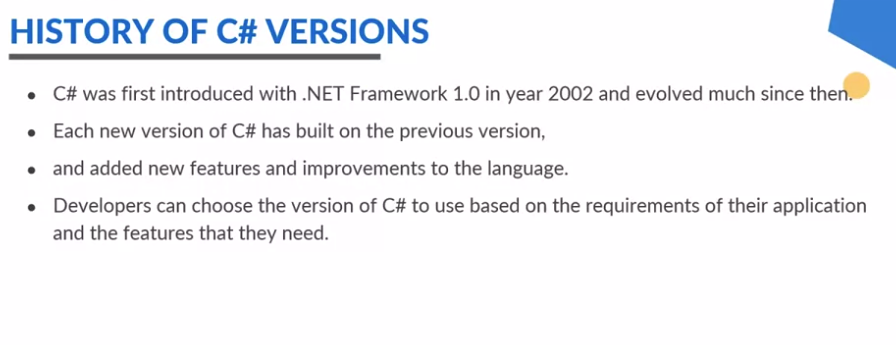 HISTORY OF C# VERSIONS
• C# was first introduced with .NET Framework 1.0 in year 2002 and evolved much since then.
• Each new version of C# has built on the previous version,
• and added new features and improvements to the language.
• Developers can choose the version of C# to use based on the requirements of their application
and the features that they need.